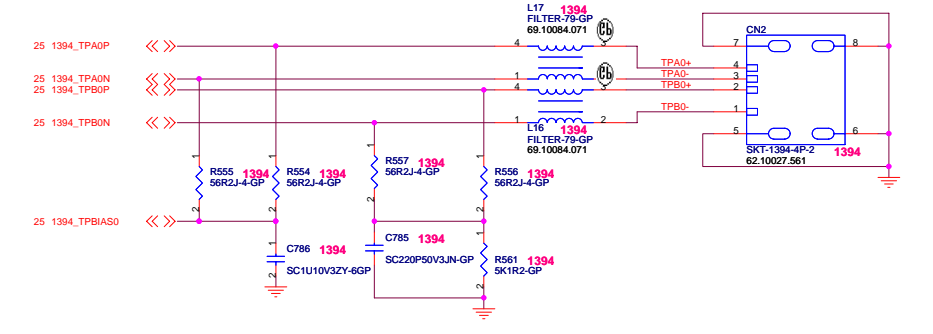 L17 1394
FILTER-79-GP
69.10084.071
CN2
25 1394_TPA0P
4 3
7 8
TPA0+ 4
25 1394_TPA0N
1
TPA0- 3
25 1394_TPB0P
4 3
TPB0+ 2
TPB0- 1
25 1394_TPB0N
1 2
L16 1394
FILTER-79-GP
69.10084.071
5 6
SKT-1394-4P-2
1394
62.10027.561
1 1 1 1
R555 1394
56R2J-4-GP
R554 1394
56R2J-4-GP
R557 1394
56R2J-4-GP
R556 1394
56R2J-4-GP
2 2 2 2
25 1394_TPBIAS0
1
C786 1394
SC1U10V3ZY-6GP
2
C785 1394
SC220P50V3JN-GP
1
R561 1394
5K1R2-GP
2